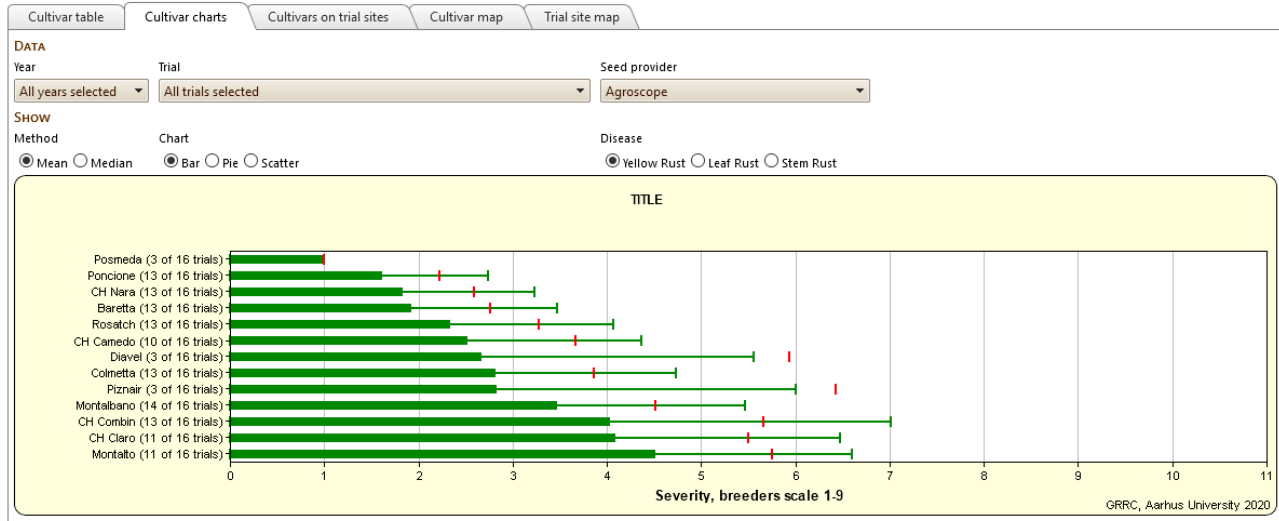 Cultivar table Cultivar charts Cultivars on trial sites Cultivar map Trial site map
DATA
Year Trial Seed provider
All years selected All trials selected Agroscope
SHOW
Method Chart Disease
Mean Median Bar Pie Scatter Yellow Rust Leaf Rust Stem Rust
TITLE
Posmeda (3 of 16 trials)
Poncione (13 of 16 trials)
CH Nara (13 of 16 trials)
Baretta (13 of 16 trials)
Rosatch (13 of 16 trials)
CH Camedo (10 of 16 trials)
Diavel (3 of 16 trials)
Colmetta (13 of 16 trials)
Piznair (3 of 16 trials)
Montalbano (14 of 16 trials)
CH Combin (13 of 16 trials)
CH Claro (11 of 16 trials)
Montalto (11 of 16 trials)
0 1 2 3 4 5 6 7 8 9 10 11
Severity, breeders scale 1-9
GRRC, Aarhus University 2020